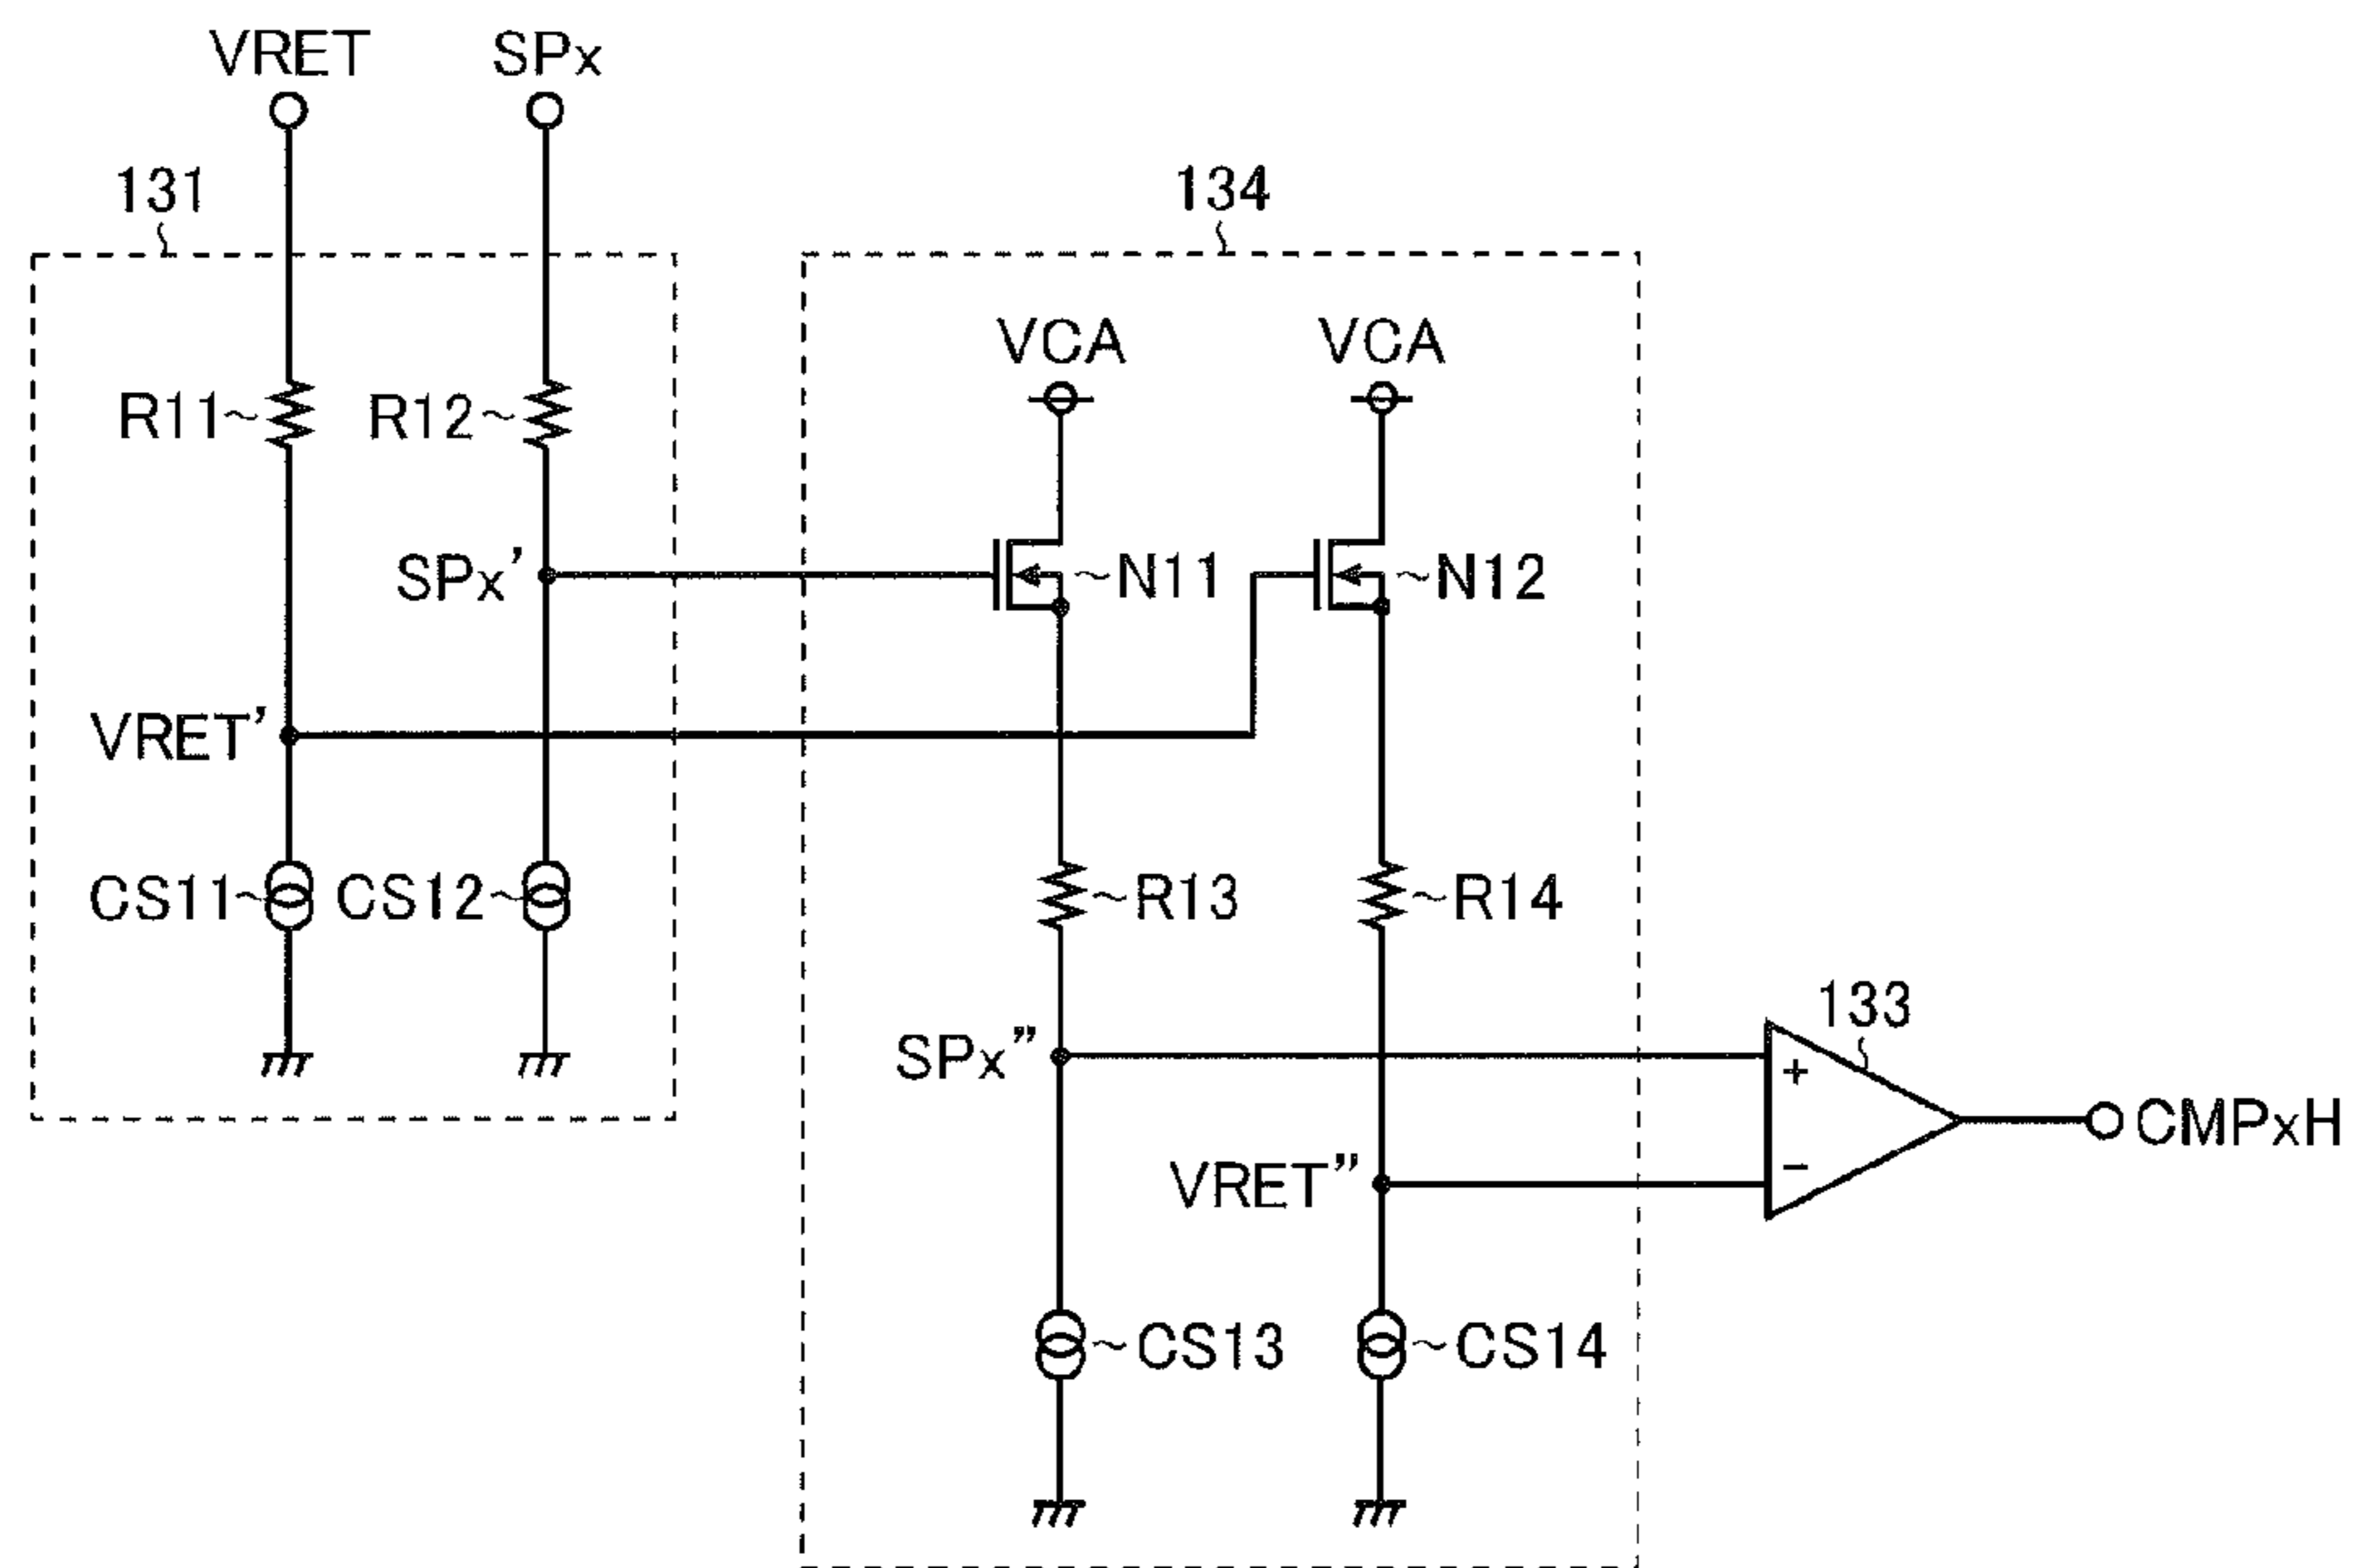 VRET
SPx
131
134
VCA
VCA
R11
R12
SPx’
N11
N12
VRET’
CS11
CS12
R13
R14
133
SPx”
+
CMPxH
VRET”
−
CS13
CS14